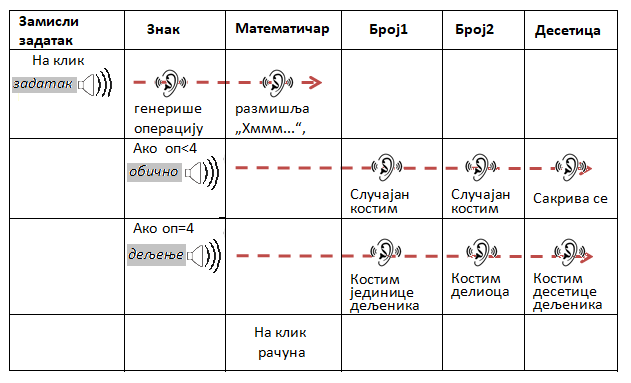 Замисли
задатак
Знак
Математичар
Број1
Број2
Десетица
На клик
задатак
генерише
операцију
размишља
„Хммм...“,
Ако оп<4
обично
Случајан
костим
Случајан
костим
Сакрива се
Ако оп=4
дељење
Костим
јединице
дељеника
Костим
делиоца
Костим
десетице
дељеника
На клик
рачуна